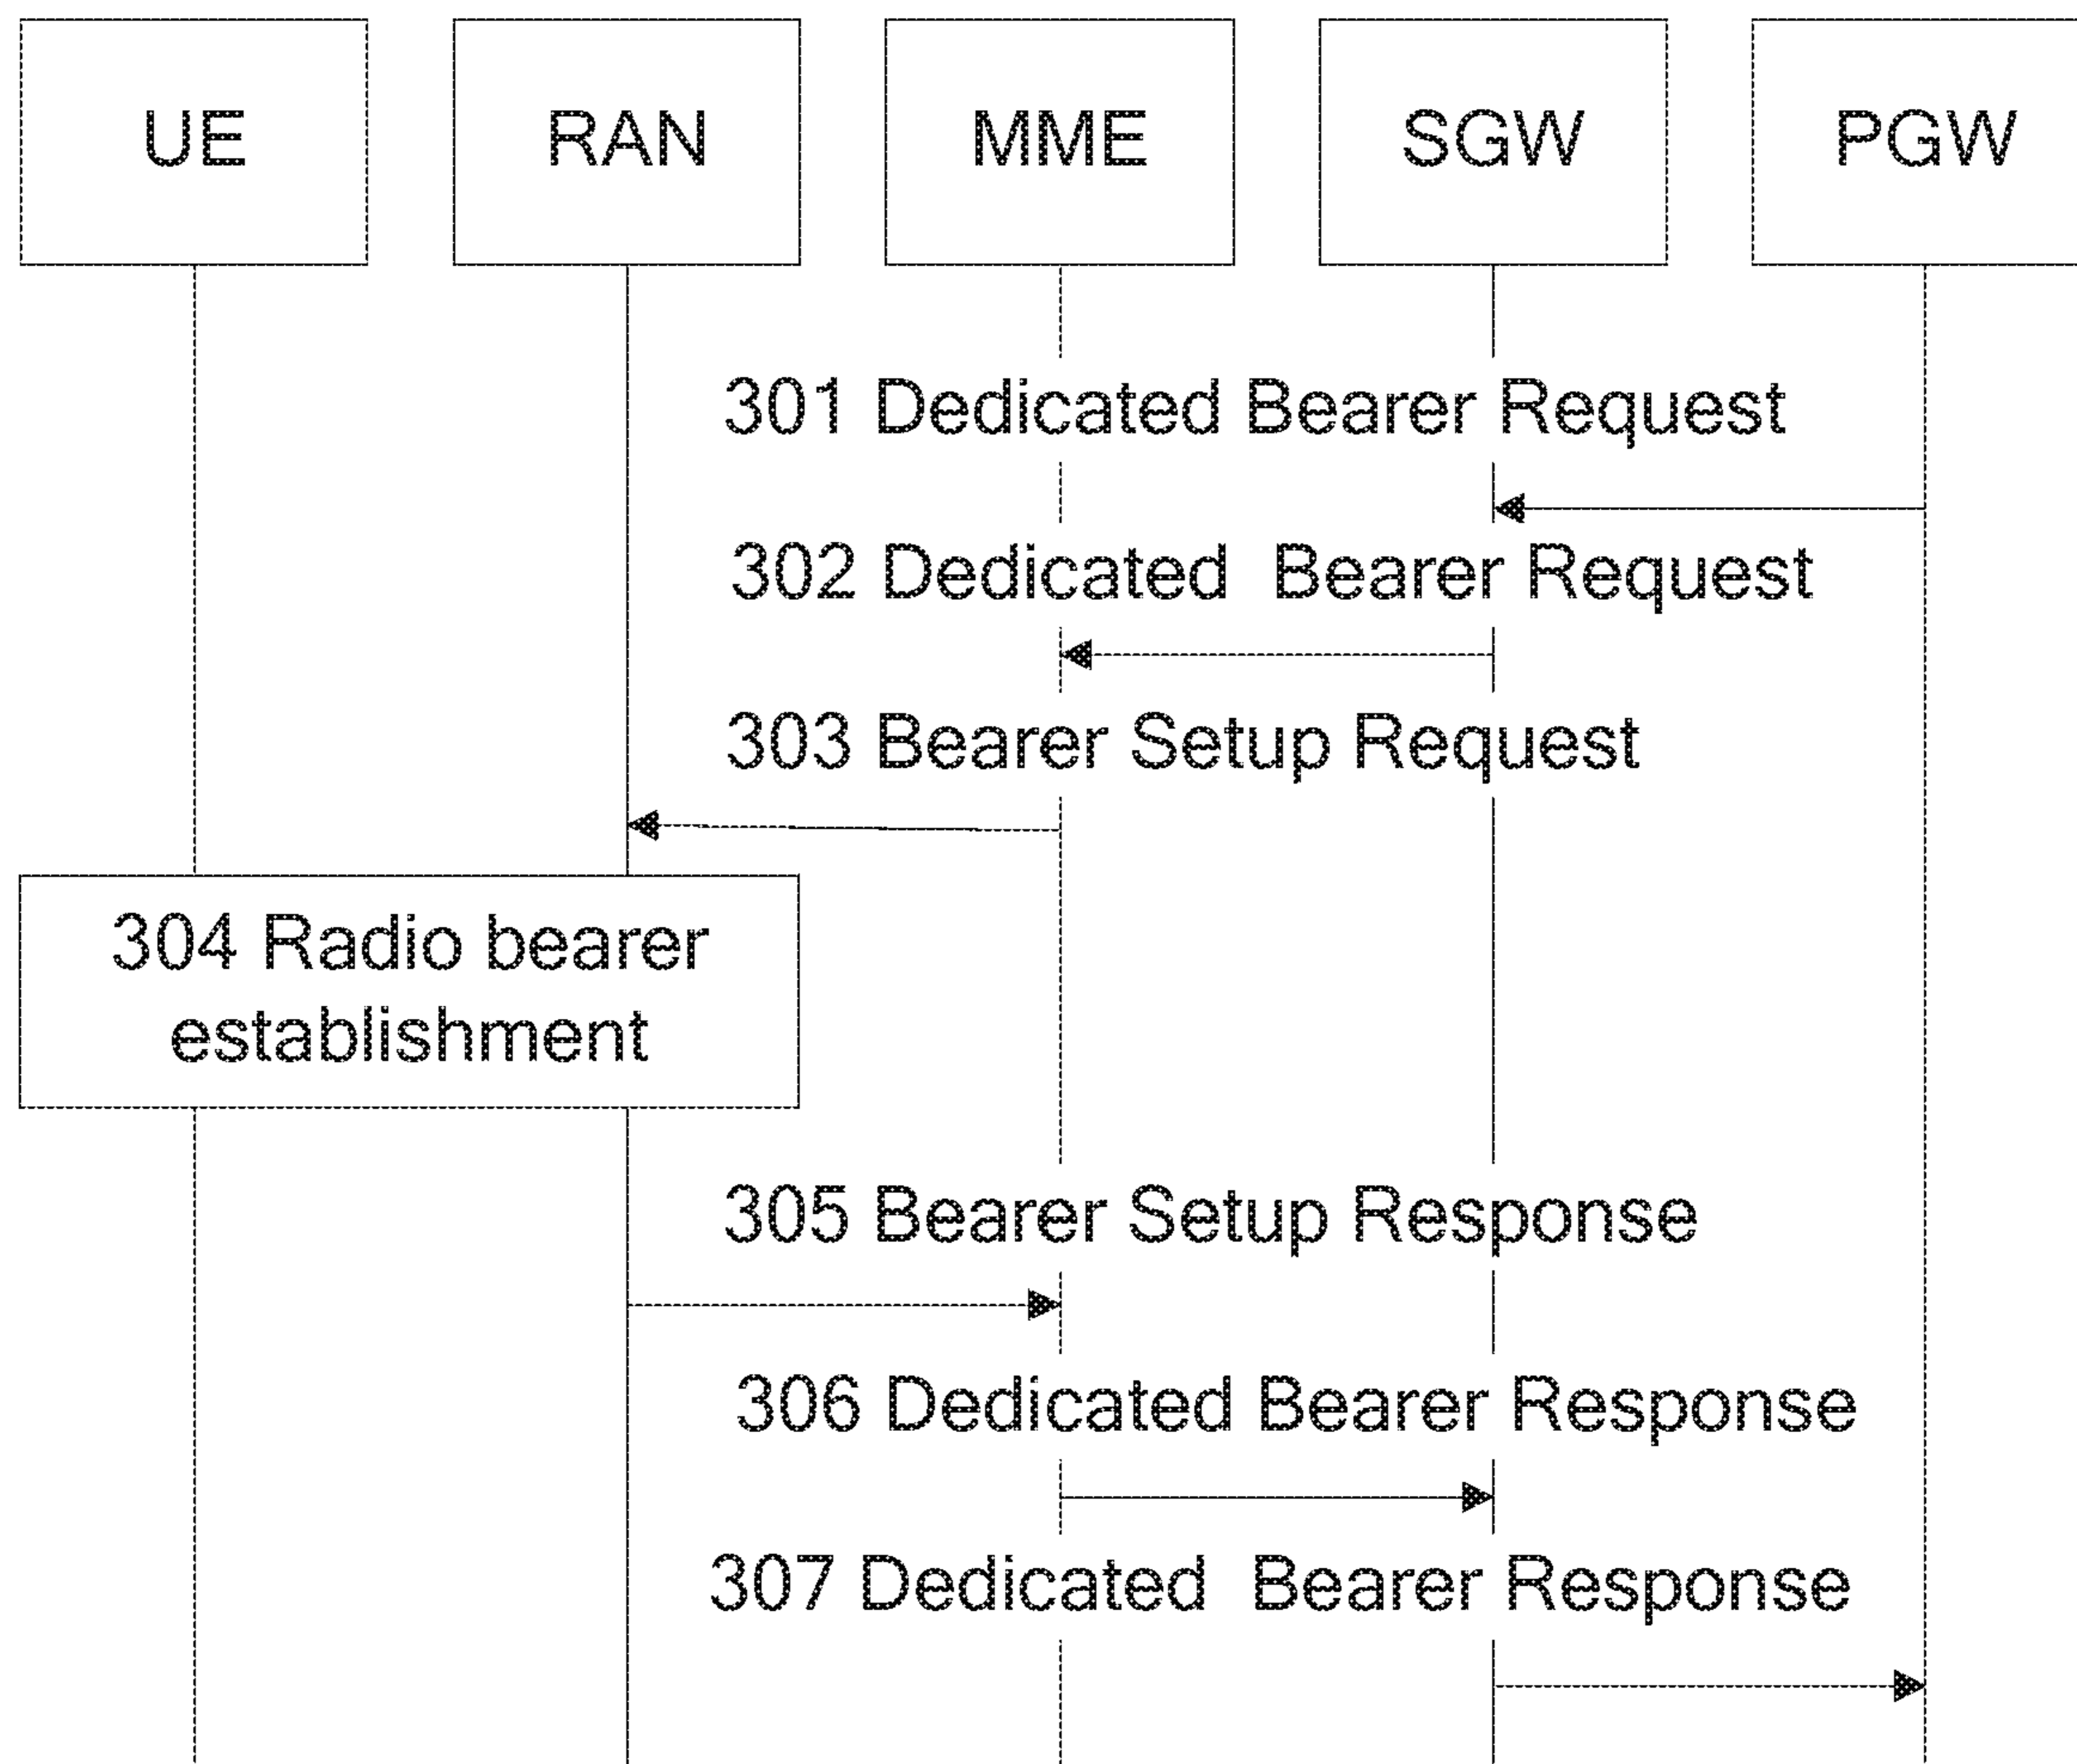 UE
RAN
MME
SGW
PGW
301 Dedicated Bearer Request
302 Dedicated Bearer Request
303 Bearer Setup Request
304 Radio bearer
establishment
305 Bearer Setup Response
306 Dedicated Bearer Response
307 Dedicated Bearer Response